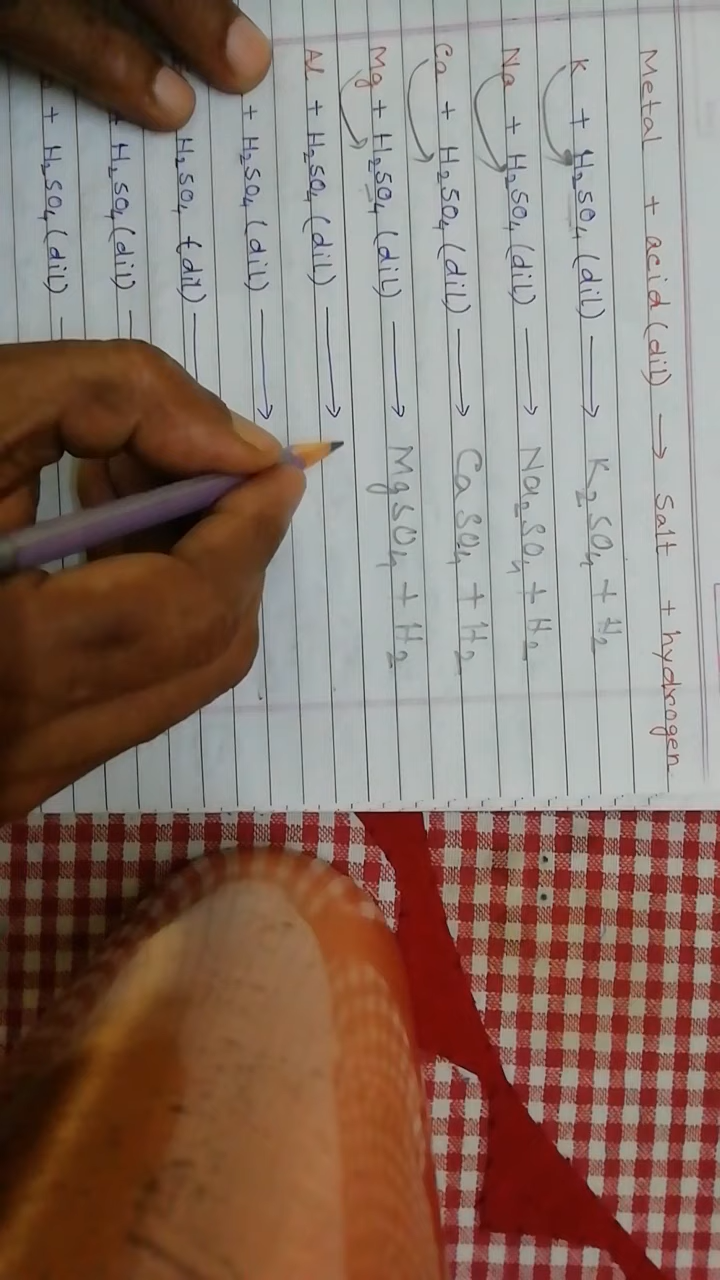 Metal + acid (dil) → Salt + hydrogen
K + H₂SO₄ (dil) → K₂SO₄ + H₂
Na + H₂SO₄ (dil) → Na₂SO₄ + H₂
Ca + H₂SO₄ (dil) → CaSO₄ + H₂
Mg + H₂SO₄ (dil) → MgSO₄ + H₂
Al + H₂SO₄ (dil) →
+ H₂SO₄ (dil) →
H₂SO₄ (dil)
+ H₂SO₄ (dil)
+ H₂SO₄ (dil)